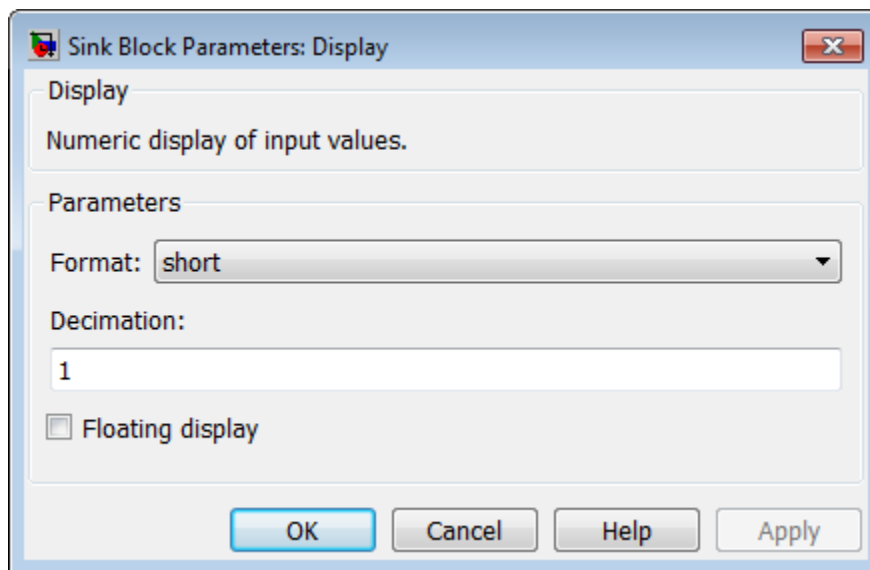 Sink Block Parameters: Display
Display
Numeric display of input values.
Parameters
Format: short
Decimation:
1
Floating display
OK Cancel Help Apply